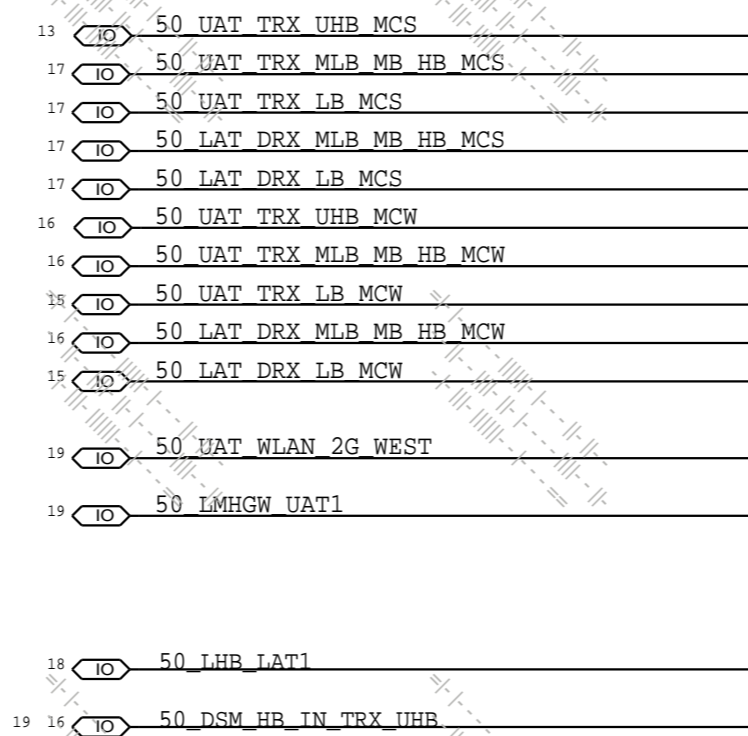 13 IO 50_UAT_TRX_UHB_MCS
17 IO 50_UAT_TRX_MLB_MB_HB_MCS
17 IO 50_UAT_TRX_LB_MCS
17 IO 50_LAT_DRX_MLB_MB_HB_MCS
17 IO 50_LAT_DRX_LB_MCS
16 IO 50_UAT_TRX_UHB_MCW
16 IO 50_UAT_TRX_MLB_MB_HB_MCW
15 IO 50_UAT_TRX_LB_MCW
16 IO 50_LAT_DRX_MLB_MB_HB_MCW
15 IO 50_LAT_DRX_LB_MCW
19 IO 50_UAT_WLAN_2G_WEST
19 IO 50_LMHGW_UAT1
18 IO 50_LHB_LAT1
19 16 IO 50_DSM_HB_IN_TRX_UHB